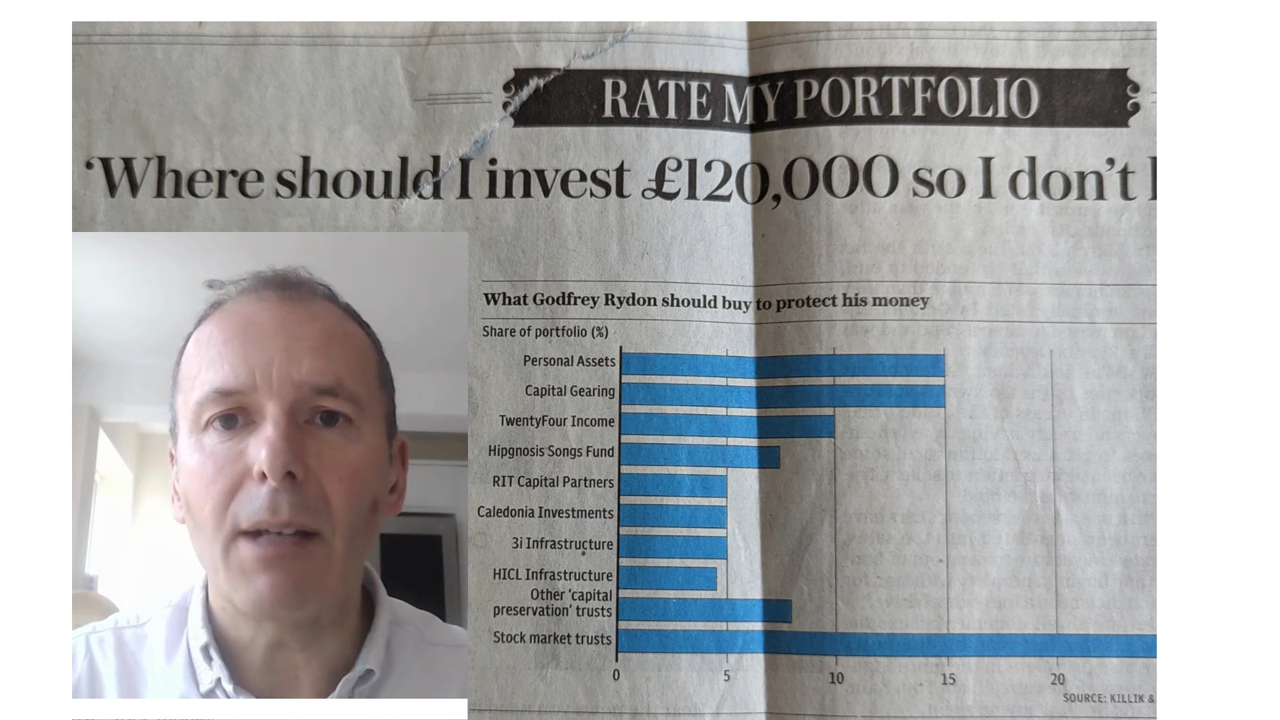 RATE MY PORTFOLIO
‘Where should I invest £120,000 so I don’t
What Godfrey Rydon should buy to protect his money
Share of portfolio (%)
Personal Assets
Capital Gearing
TwentyFour Income
Hipgnosis Songs Fund
RIT Capital Partners
Caledonia Investments
3i Infrastructure
HICL Infrastructure
Other ‘capital
preservation’ trusts
Stock market trusts
0 5 10 15 20
SOURCE: KILLIK &